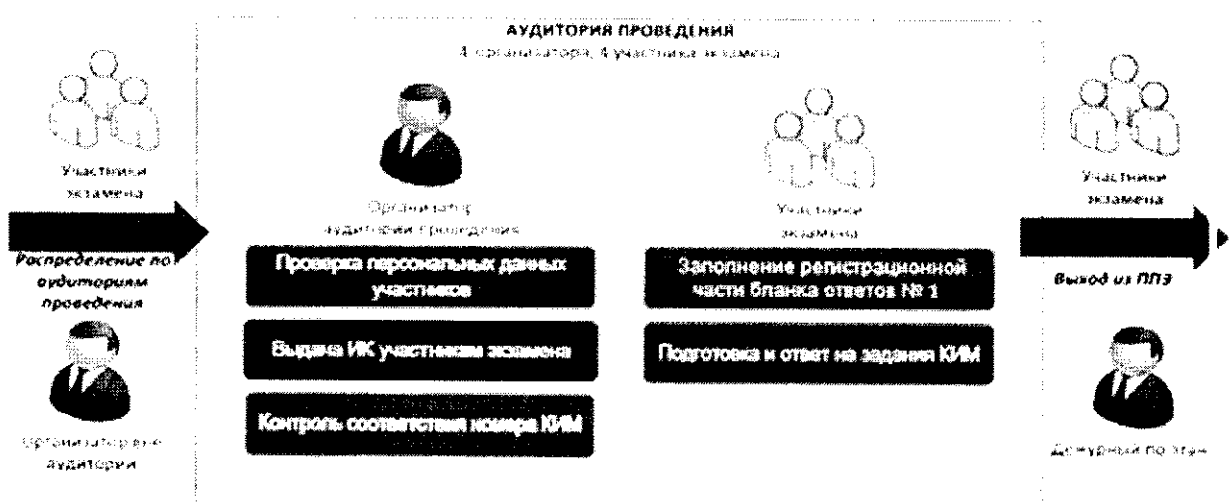 АУДИТОРИЯ ПРОВЕДЕНИЯ
организатора, 4 участника экзамена
Участники
экзамена
Распределение по
аудиториям
проведения
Организатор вне
аудитории
Организатор
аудитории проведения
Проверка персональных данных
участников
Выдача ИК участникам экзамена
Контроль соответствия номера КИМ
Участники
экзамена
Заполнение регистрационной
части бланка ответов № 1
Подготовка и ответ на задания КИМ
Участники
экзамена
Выход из ППЭ
Дежурный по этаж